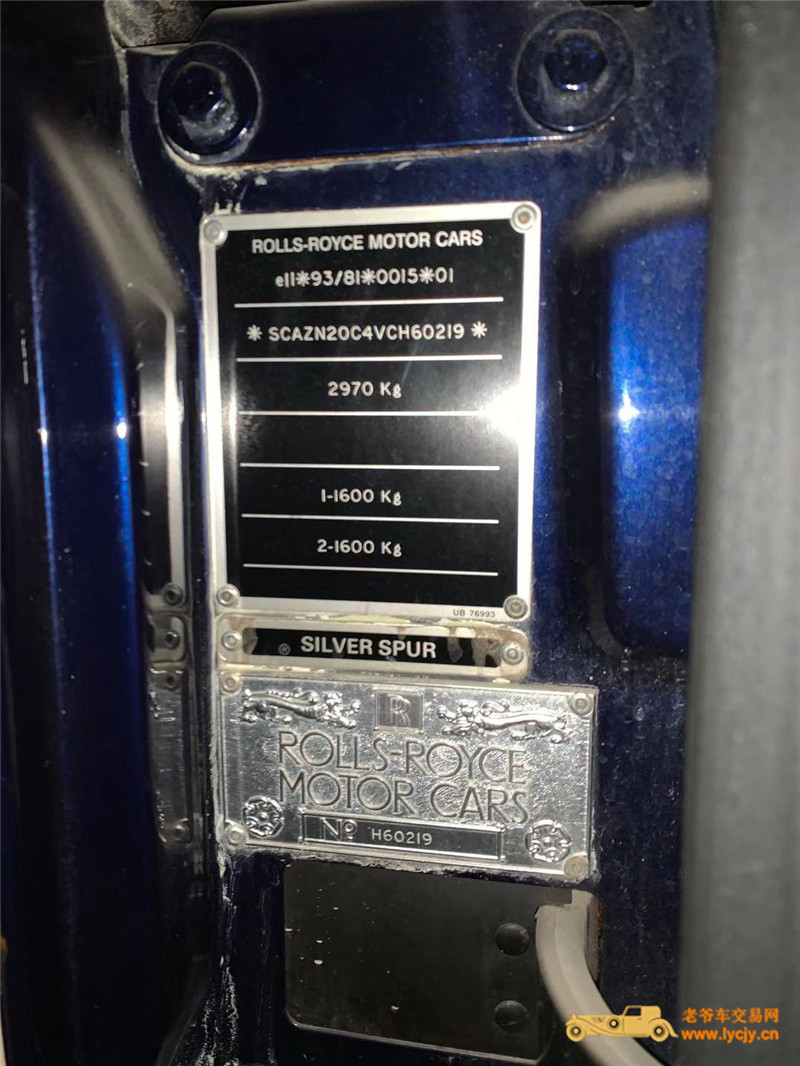 ROLLS-ROYCE MOTOR CARS
e11*93/81*0015*01
* SCAZN20C4VCH60219 *
2970 Kg
1-1600 Kg
2-1600 Kg
UB 76993
® SILVER SPUR
R
ROLLS-ROYCE
MOTOR CARS
Nº H60219
老爷车交易网
www.lycjy.cn